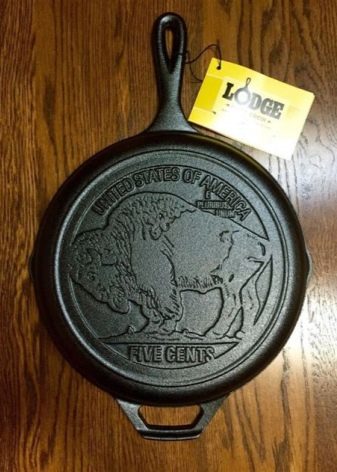 LODGE
UNITED STATES OF AMERICA
E
PLURIBUS
UNUM
FIVE CENTS